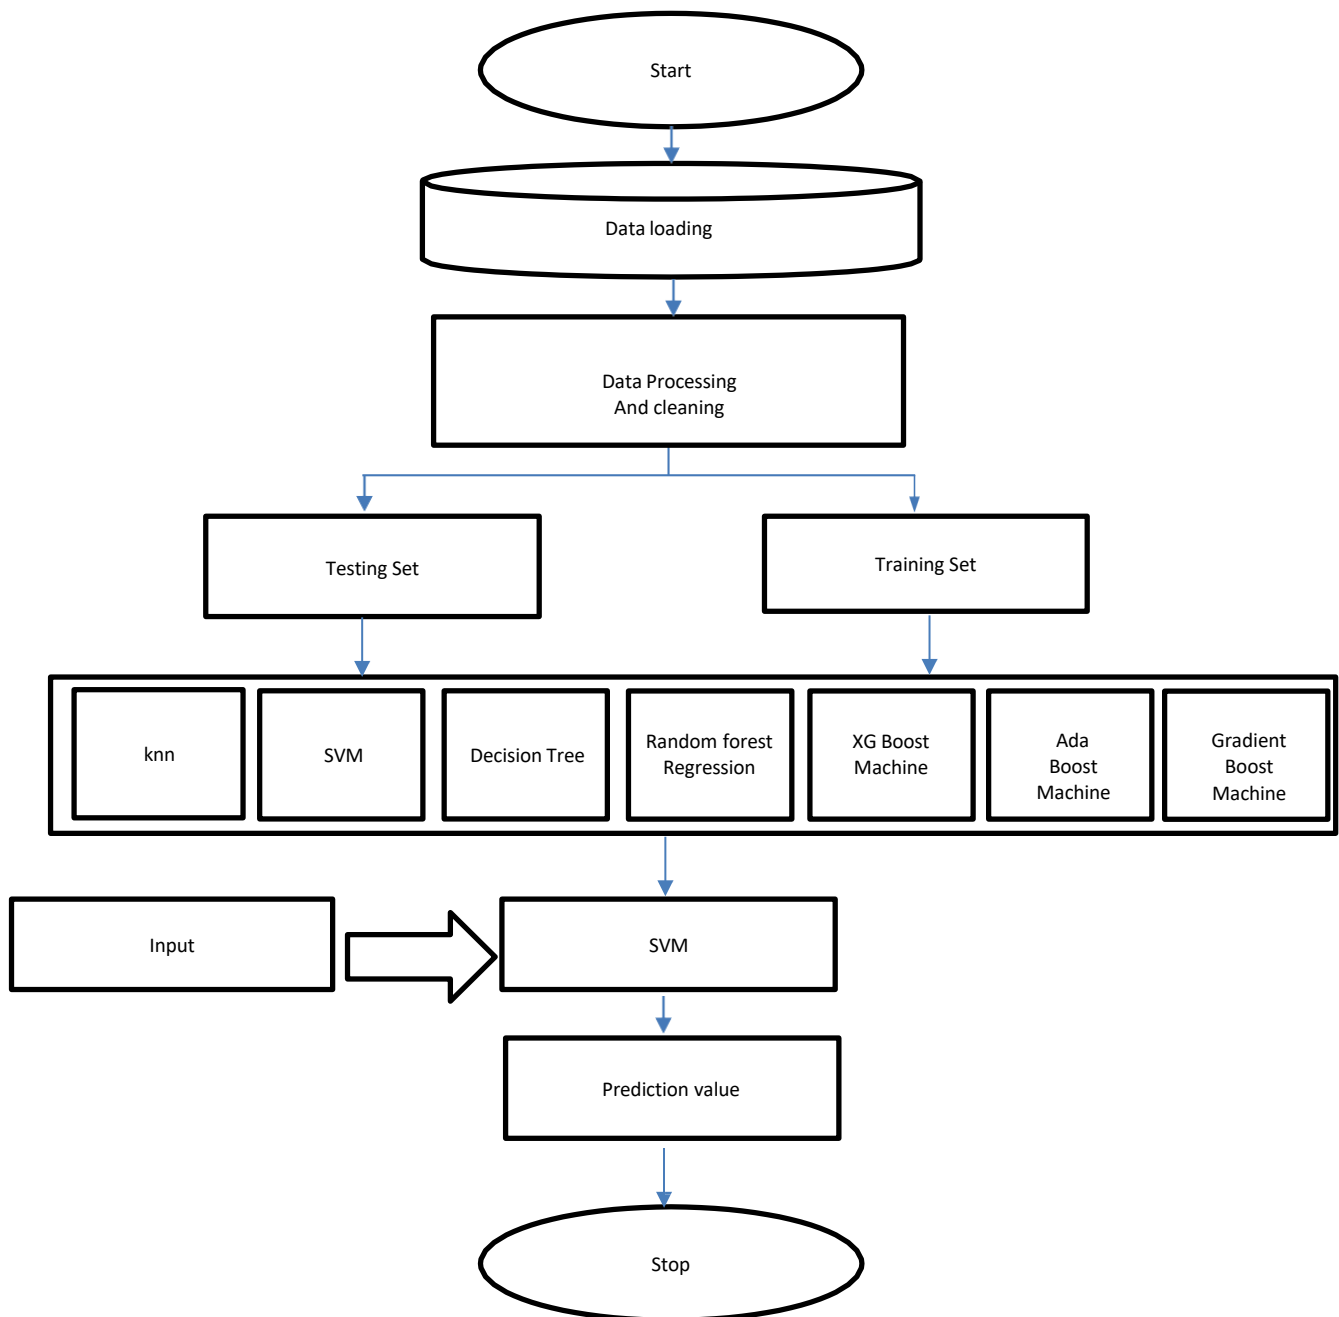 Start
Data loading
Data Processing
And cleaning
Testing Set
Training Set
knn
SVM
Decision Tree
Random forest
Regression
XG Boost
Machine
Ada
Boost
Machine
Gradient
Boost
Machine
Input
SVM
Prediction value
Stop